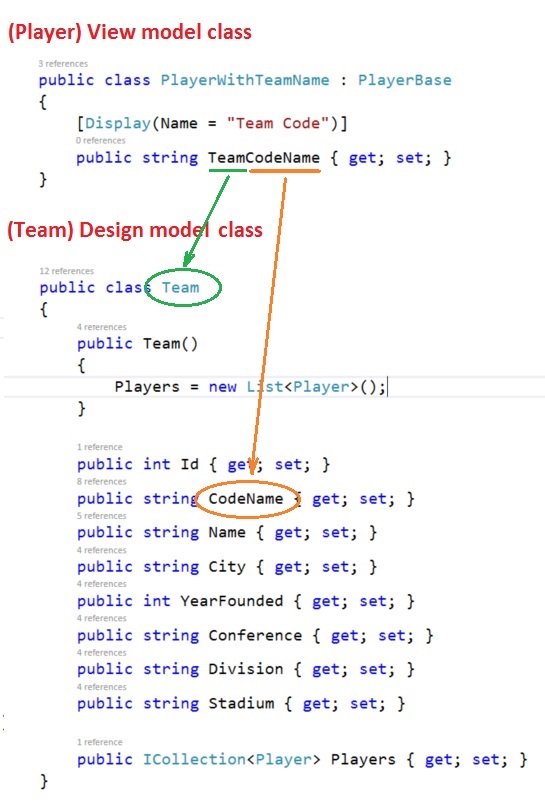 (Player) View model class
3 references
public class PlayerWithTeamName : PlayerBase
{
[Display(Name = "Team Code")]
0 references
public string TeamCodeName { get; set; }
}
(Team) Design model class
12 references
public class Team
{
4 references
public Team()
{
Players = new List<Player>();
}
1 reference
public int Id { get; set; }
8 references
public string CodeName { get; set; }
5 references
public string Name { get; set; }
4 references
public string City { get; set; }
4 references
public int YearFounded { get; set; }
4 references
public string Conference { get; set; }
4 references
public string Division { get; set; }
4 references
public string Stadium { get; set; }
1 reference
public ICollection<Player> Players { get; set; }
}